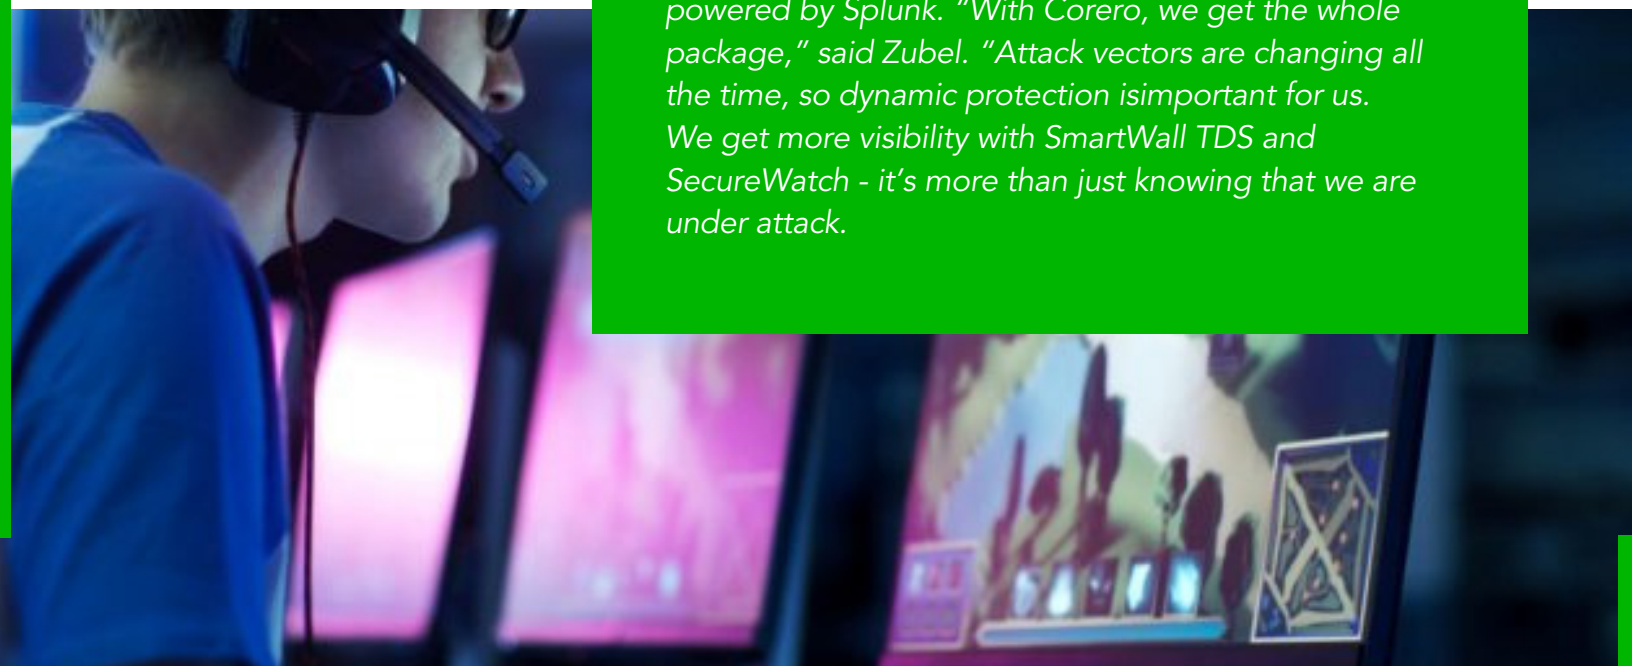 powered by Splunk. “With Corero, we get the whole
package,” said Zubel. “Attack vectors are changing all
the time, so dynamic protection isimportant for us.
We get more visibility with SmartWall TDS and
SecureWatch - it’s more than just knowing that we are
under attack.